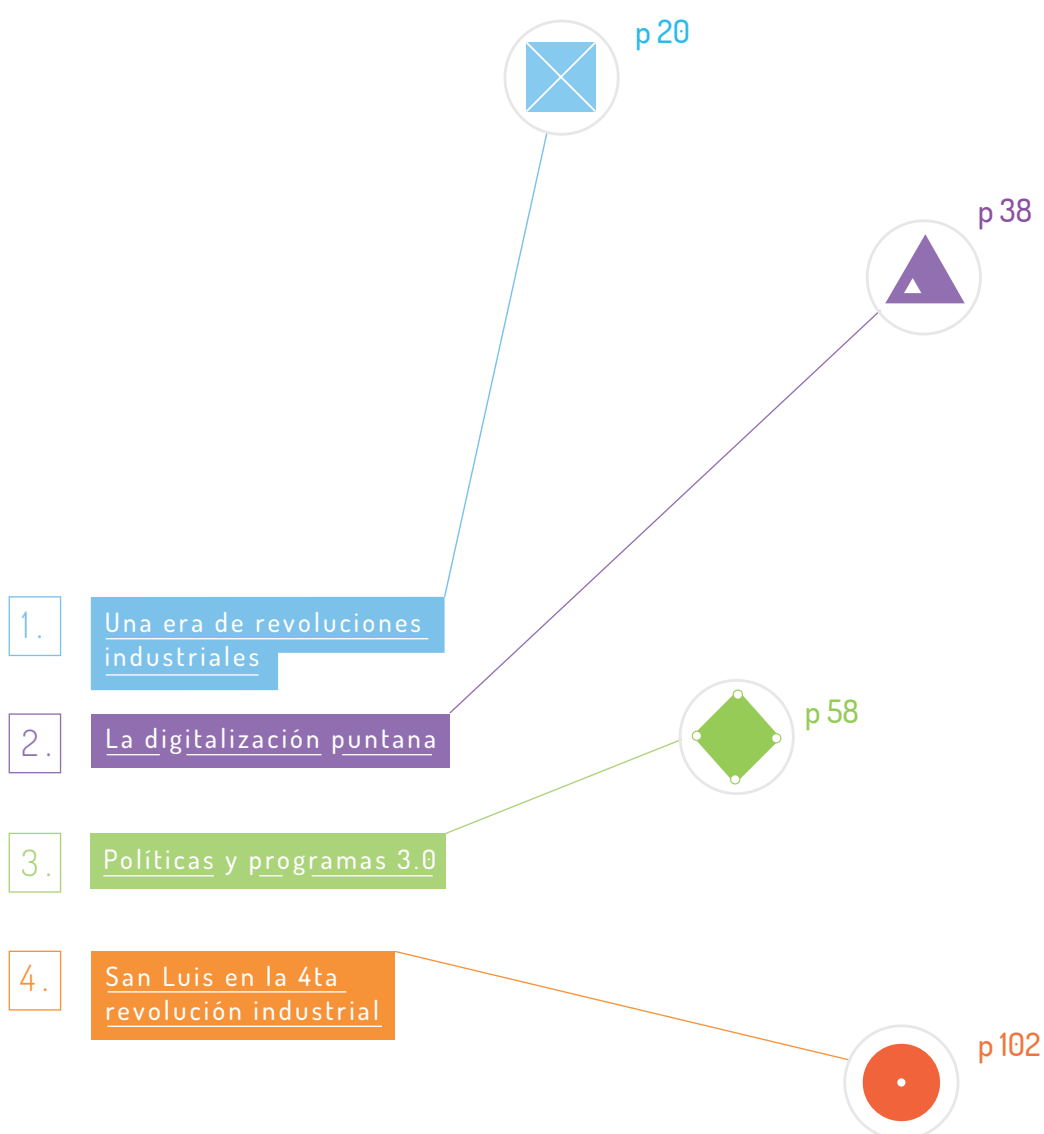 p 20
p 38
1.
Una era de revoluciones
industriales
2.
La digitalización puntana
p 58
3.
Políticas y programas 3.0
4.
San Luis en la 4ta
revolución industrial
p 102